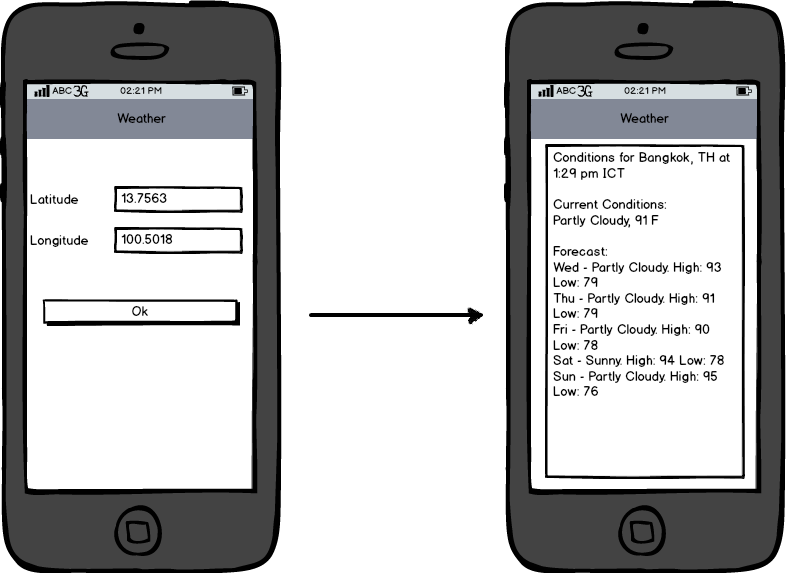 ABC 3G 02:21 PM
Weather
Latitude 13.7563
Longitude 100.5018
Ok
ABC 3G 02:21 PM
Weather
Conditions for Bangkok, TH at
1:29 pm ICT
Current Conditions:
Partly Cloudy, 91 F
Forecast:
Wed - Partly Cloudy. High: 93
Low: 79
Thu - Partly Cloudy. High: 91
Low: 79
Fri - Partly Cloudy. High: 90
Low: 78
Sat - Sunny. High: 94 Low: 78
Sun - Partly Cloudy. High: 95
Low: 76